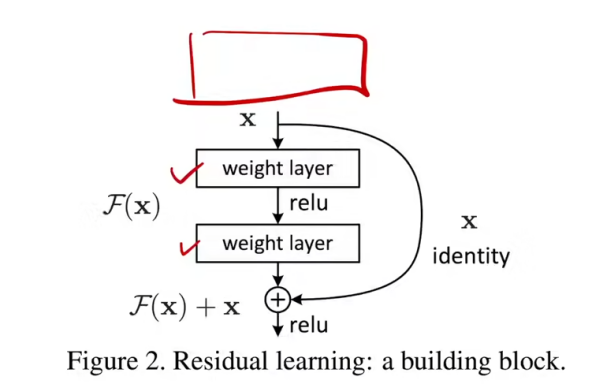 x
weight layer
relu
F(x)
x
weight layer
identity
F(x) + x
relu
Figure 2. Residual learning: a building block.